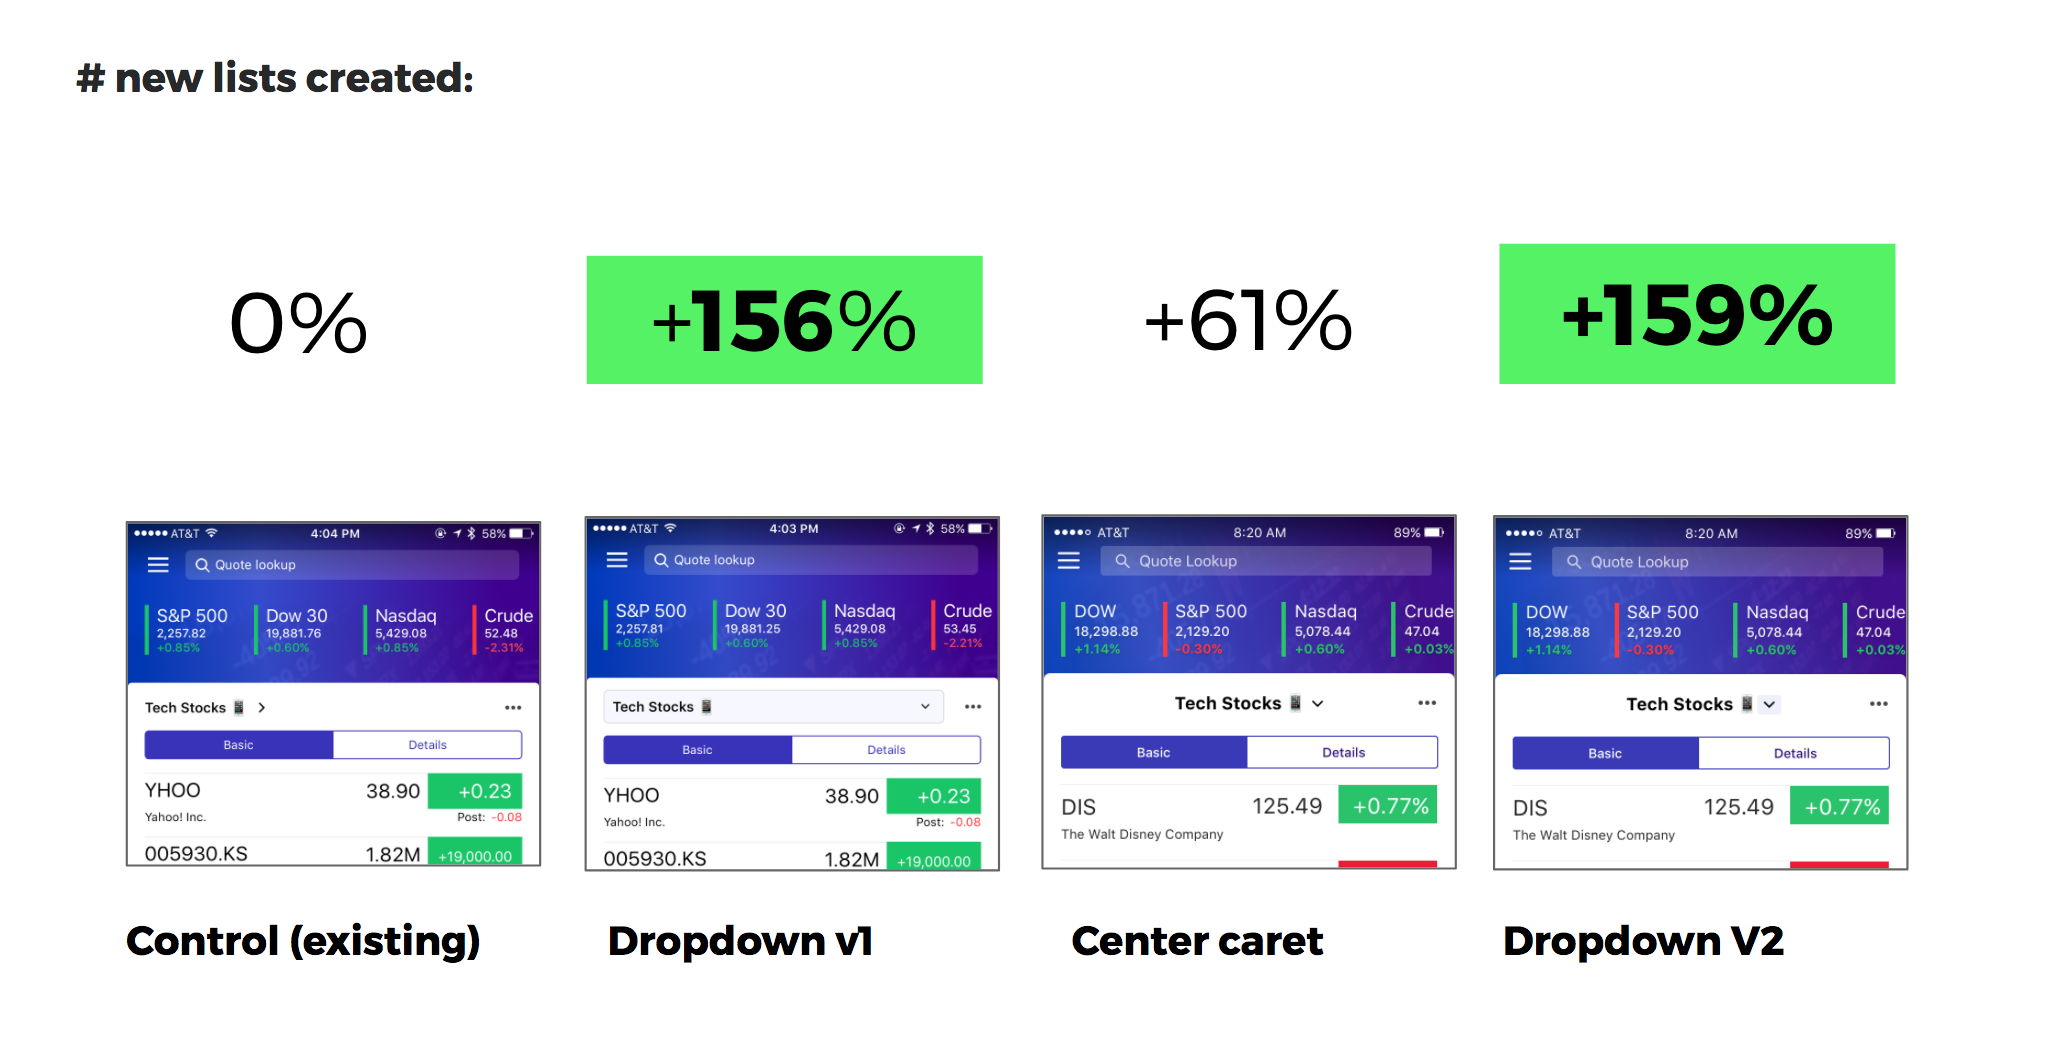 # new lists created:
0%
+156%
+61%
+159%
AT&T 4:04 PM 58%
Quote lookup
S&P 500 Dow 30 Nasdaq Crude
2,257.82 19,881.76 5,429.08 52.48
+0.85% +0.60% +0.85% -2.31%
Tech Stocks
Basic Details
YHOO 38.90 +0.23
Yahoo! Inc. Post: -0.08
005930.KS 1.82M +19,000.00
Control (existing)
AT&T 4:03 PM 58%
Quote lookup
S&P 500 Dow 30 Nasdaq Crude
2,257.81 19,881.25 5,429.08 53.45
+0.85% +0.60% +0.85% -2.21%
Tech Stocks
Basic Details
YHOO 38.90 +0.23
Yahoo! Inc. Post: -0.08
005930.KS 1.82M +19,000.00
Dropdown v1
AT&T 8:20 AM 89%
Quote Lookup
DOW S&P 500 Nasdaq Crude
18,298.88 2,129.20 5,078.44 47.04
+1.14% -0.30% +0.60% +0.03%
Tech Stocks
Basic Details
DIS 125.49 +0.77%
The Walt Disney Company
Center caret
AT&T 8:20 AM 89%
Quote Lookup
DOW S&P 500 Nasdaq Crude
18,298.88 2,129.20 5,078.44 47.04
+1.14% -0.30% +0.60% +0.03%
Tech Stocks
Basic Details
DIS 125.49 +0.77%
The Walt Disney Company
Dropdown V2